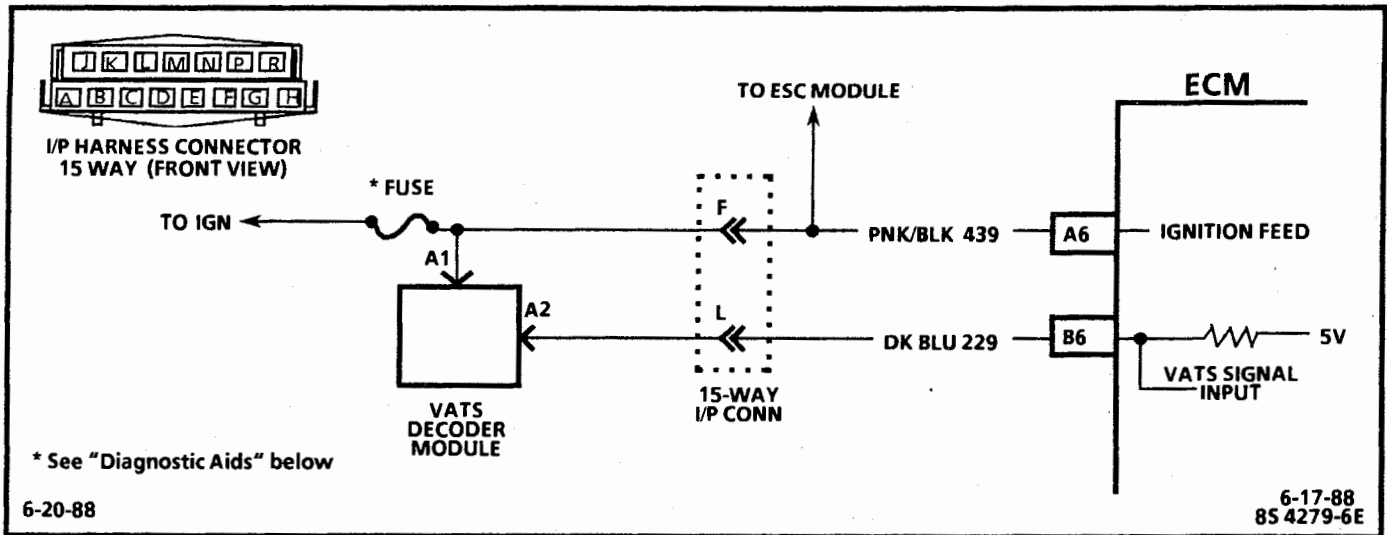 J K L M N P R
A B C D E F G H
I/P HARNESS CONNECTOR
15 WAY (FRONT VIEW)
* FUSE
TO IGN
A1
A2
VATS
DECODER
MODULE
F
L
15-WAY
I/P CONN
TO ESC MODULE
PNK/BLK 439
DK BLU 229
ECM
A6
IGNITION FEED
B6
5V
VATS SIGNAL
INPUT
* See "Diagnostic Aids" below
6-20-88
6-17-88
8S 4279-6E